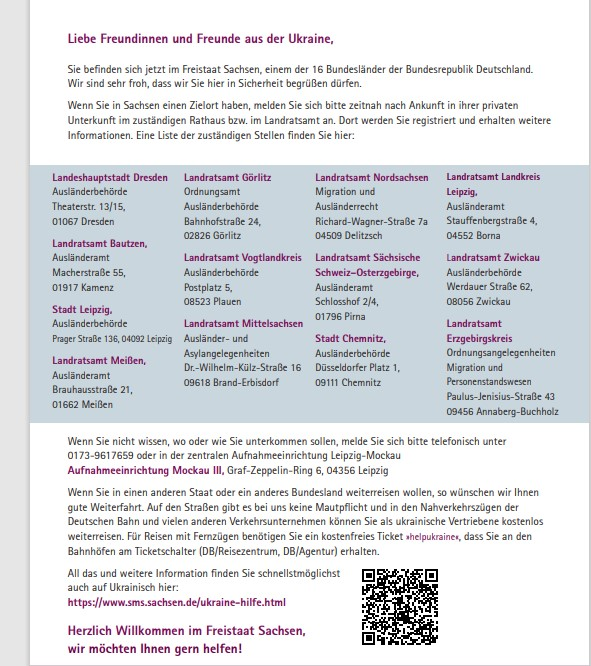 Liebe Freundinnen und Freunde aus der Ukraine,
Sie befinden sich jetzt im Freistaat Sachsen, einem der 16 Bundesländer der Bundesrepublik Deutschland.
Wir sind sehr froh, dass wir Sie hier in Sicherheit begrüßen dürfen.
Wenn Sie in Sachsen einen Zielort haben, melden Sie sich bitte zeitnah nach Ankunft in ihrer privaten
Unterkunft im zuständigen Rathaus bzw. im Landratsamt an. Dort werden Sie registriert und erhalten weitere
Informationen. Eine Liste der zuständigen Stellen finden Sie hier:
Landeshauptstadt Dresden
Ausländerbehörde
Theaterstr. 13/15,
01067 Dresden
Landratsamt Bautzen,
Ausländeramt
Macherstraße 55,
01917 Kamenz
Stadt Leipzig,
Ausländerbehörde
Prager Straße 136, 04092 Leipzig
Landratsamt Meißen,
Ausländeramt
Brauhausstraße 21,
01662 Meißen
Landratsamt Görlitz
Ordnungsamt
Ausländerbehörde
Bahnhofstraße 24,
02826 Görlitz
Landratsamt Vogtlandkreis
Ausländerbehörde
Postplatz 5,
08523 Plauen
Landratsamt Mittelsachsen
Ausländer- und
Asylangelegenheiten
Dr.-Wilhelm-Külz-Straße 16
09618 Brand-Erbisdorf
Landratsamt Nordsachsen
Migration und
Ausländerrecht
Richard-Wagner-Straße 7a
04509 Delitzsch
Landratsamt Sächsische
Schweiz-Osterzgebirge,
Ausländeramt
Schlosshof 2/4,
01796 Pirna
Stadt Chemnitz,
Ausländerbehörde
Düsseldorfer Platz 1,
09111 Chemnitz
Landratsamt Landkreis
Leipzig,
Ausländeramt
Stauffenbergstraße 4,
04552 Borna
Landratsamt Zwickau
Ausländerbehörde
Werdauer Straße 62,
08056 Zwickau
Landratsamt
Erzgebirgskreis
Ordnungsangelegenheiten
Migration und
Personenstandswesen
Paulus-Jenisius-Straße 43
09456 Annaberg-Buchholz
Wenn Sie nicht wissen, wo oder wie Sie unterkommen sollen, melde Sie sich bitte telefonisch unter
0173-9617659 oder in der zentralen Aufnahmeeinrichtung Leipzig-Mockau
Aufnahmeeinrichtung Mockau III, Graf-Zeppelin-Ring 6, 04356 Leipzig
Wenn Sie in einen anderen Staat oder ein anderes Bundesland weiterreisen wollen, so wünschen wir Ihnen
gute Weiterfahrt. Auf den Straßen gibt es bei uns keine Mautpflicht und in den Nahverkehrszügen der
Deutschen Bahn und vielen anderen Verkehrsunternehmen können Sie als ukrainische Vertriebene kostenlos
weiterreisen. Für Reisen mit Fernzügen benötigen Sie ein kostenfreies Ticket »helpukraine«, dass Sie an den
Bahnhöfen am Ticketschalter (DB/Reisezentrum, DB/Agentur) erhalten.
All das und weitere Information finden Sie schnellstmöglichst
auch auf Ukrainisch hier:
https://www.sms.sachsen.de/ukraine-hilfe.html
Herzlich Willkommen im Freistaat Sachsen,
wir möchten Ihnen gern helfen!